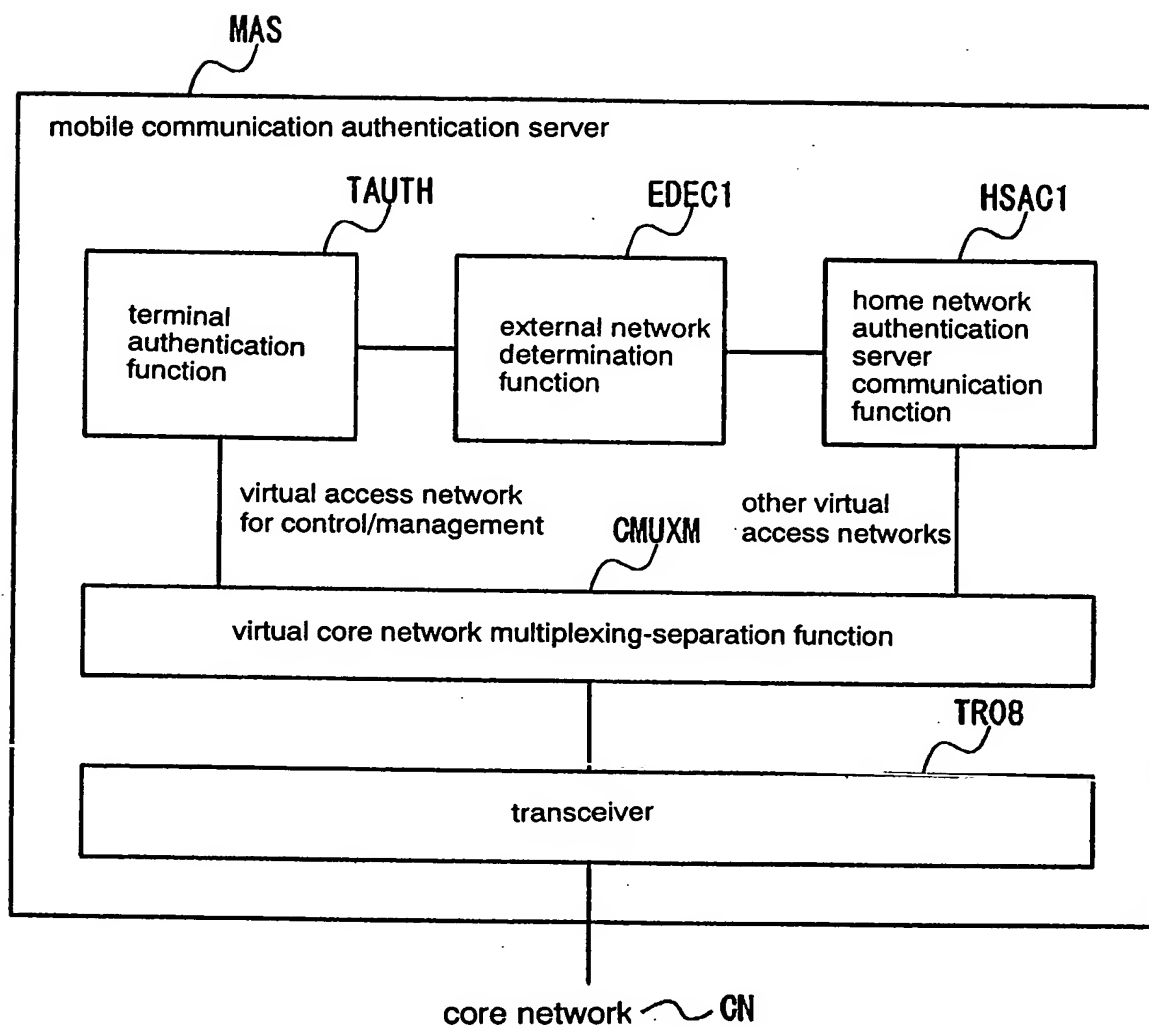 MAS
mobile communication authentication server
TAUTH
EDEC1
HSAC1
terminal
authentication
function
external network
determination
function
home network
authentication
server
communication
function
virtual access network
for control/management
other virtual
access networks
CMUXM
virtual core network multiplexing-separation function
TR08
transceiver
core network
CN